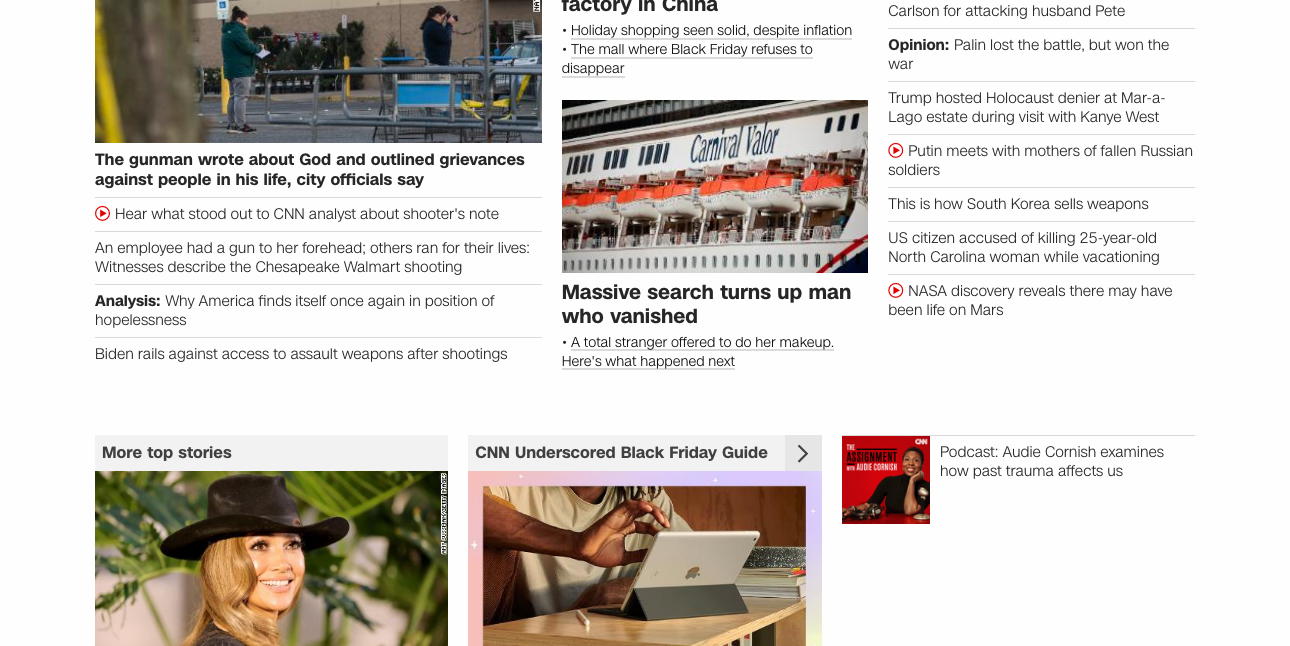 The gunman wrote about God and outlined grievances
against people in his life, city officials say
Hear what stood out to CNN analyst about shooter's note
An employee had a gun to her forehead; others ran for their lives:
Witnesses describe the Chesapeake Walmart shooting
Analysis: Why America finds itself once again in position of
hopelessness
Biden rails against access to assault weapons after shootings
factory in China
• Holiday shopping seen solid, despite inflation
• The mall where Black Friday refuses to
disappear
Carnival Valor
Massive search turns up man
who vanished
• A total stranger offered to do her makeup.
Here's what happened next
Carlson for attacking husband Pete
Opinion: Palin lost the battle, but won the
war
Trump hosted Holocaust denier at Mar-a-
Lago estate during visit with Kanye West
Putin meets with mothers of fallen Russian
soldiers
This is how South Korea sells weapons
US citizen accused of killing 25-year-old
North Carolina woman while vacationing
NASA discovery reveals there may have
been life on Mars
More top stories
CNN Underscored Black Friday Guide
CNN
THE
ASSIGNMENT
WITH AUDIE CORNISH
Podcast: Audie Cornish examines
how past trauma affects us